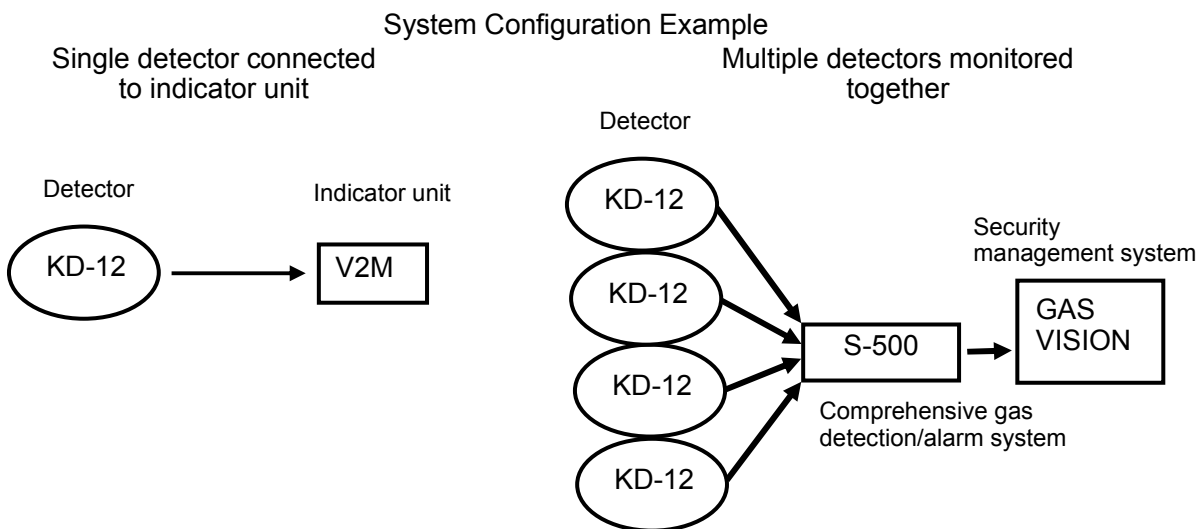 System Configuration Example
Single detector connected
to indicator unit
Detector
KD-12
Indicator unit
V2M
Multiple detectors monitored
together
Detector
KD-12
KD-12
KD-12
KD-12
S-500
Comprehensive gas
detection/alarm system
Security
management system
GAS
VISION